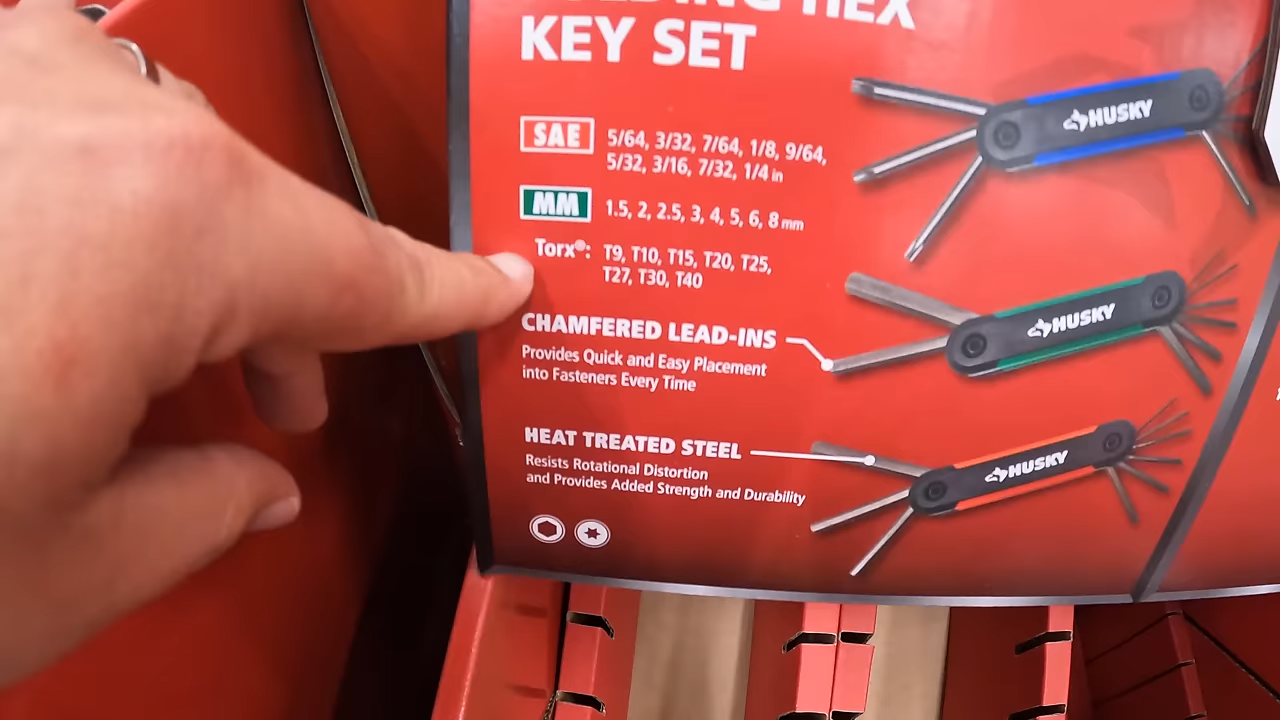 HEX
KEY SET
SAE
5/64, 3/32, 7/64, 1/8, 9/64,
5/32, 3/16, 7/32, 1/4 in
MM
1.5, 2, 2.5, 3, 4, 5, 6, 8 mm
Torx®:
T9, T10, T15, T20, T25,
T27, T30, T40
CHAMFERED LEAD-INS
Provides Quick and Easy Placement
into Fasteners Every Time
HEAT TREATED STEEL
Resists Rotational Distortion
and Provides Added Strength and Durability
HUSKY
HUSKY
HUSKY